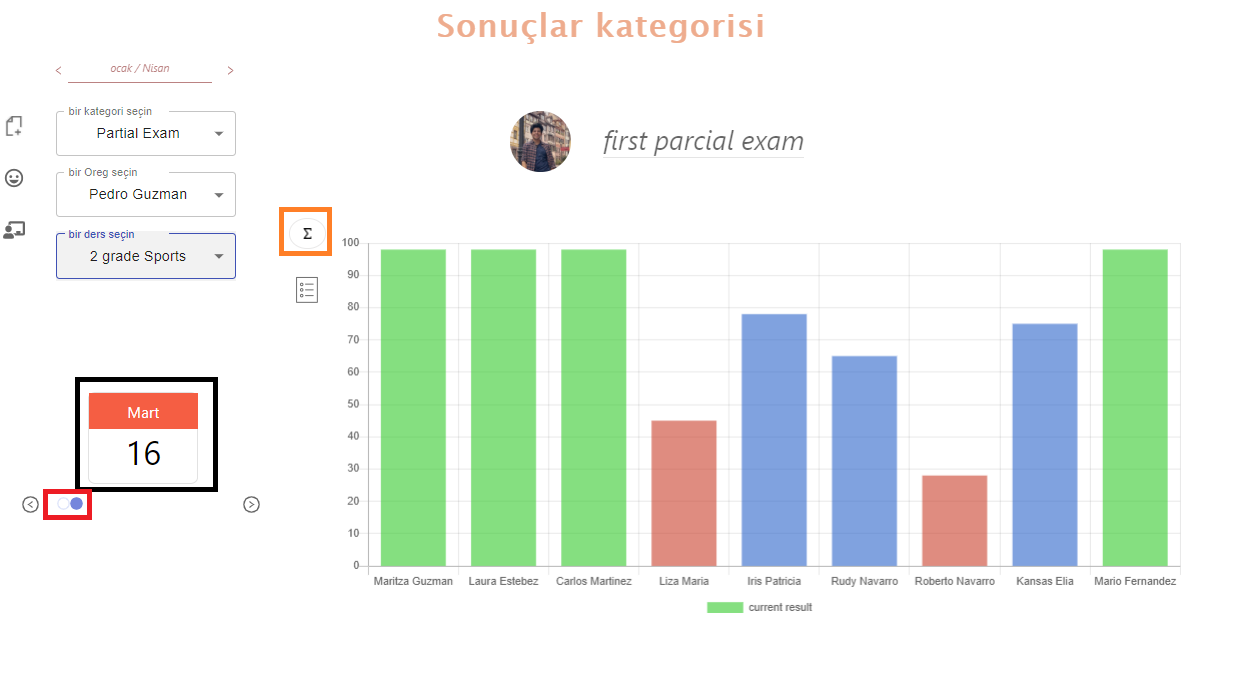 Sonuçlar kategorisi
< ocak / Nisan >
bir kategori seçin
Partial Exam
bir Oreg seçin
Pedro Guzman
bir ders seçin
2 grade Sports
Mart
16
first parcial exam
Σ
100
90
80
70
60
50
40
30
20
10
0
Maritza Guzman Laura Estebez Carlos Martinez Liza Maria Iris Patricia Rudy Navarro Roberto Navarro Kansas Elia Mario Fernandez
current result